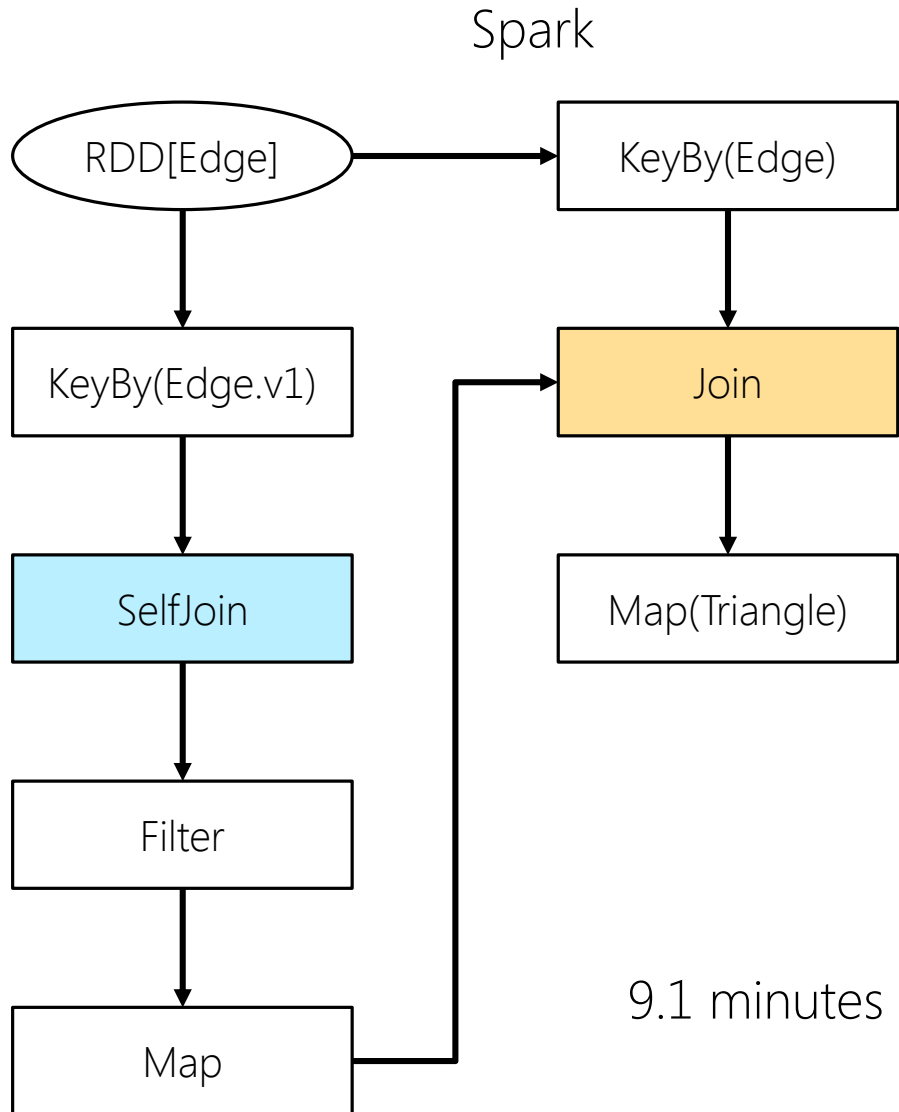 Spark
RDD[Edge]
KeyBy(Edge)
KeyBy(Edge.v1)
Join
SelfJoin
Map(Triangle)
Filter
9.1 minutes
Map